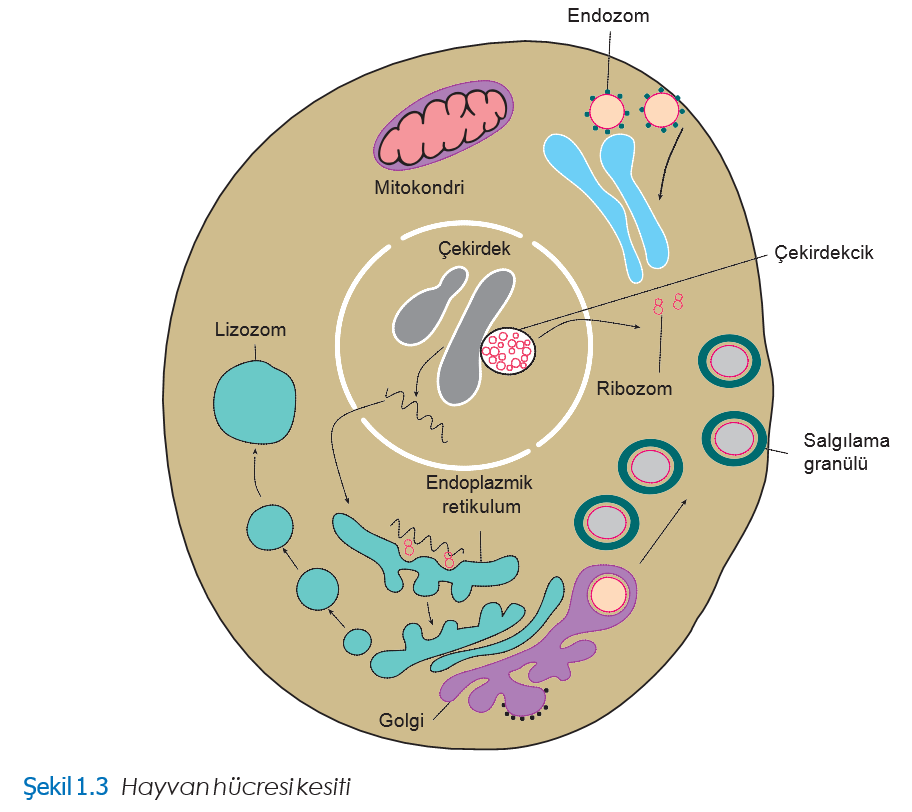 Endozom
Mitokondri
Çekirdek
Çekirdekcik
Lizozom
Ribozom
Salgılama
granülü
Endoplazmik
retikulum
Golgi
Şekil 1.3 Hayvan hücresi kesiti